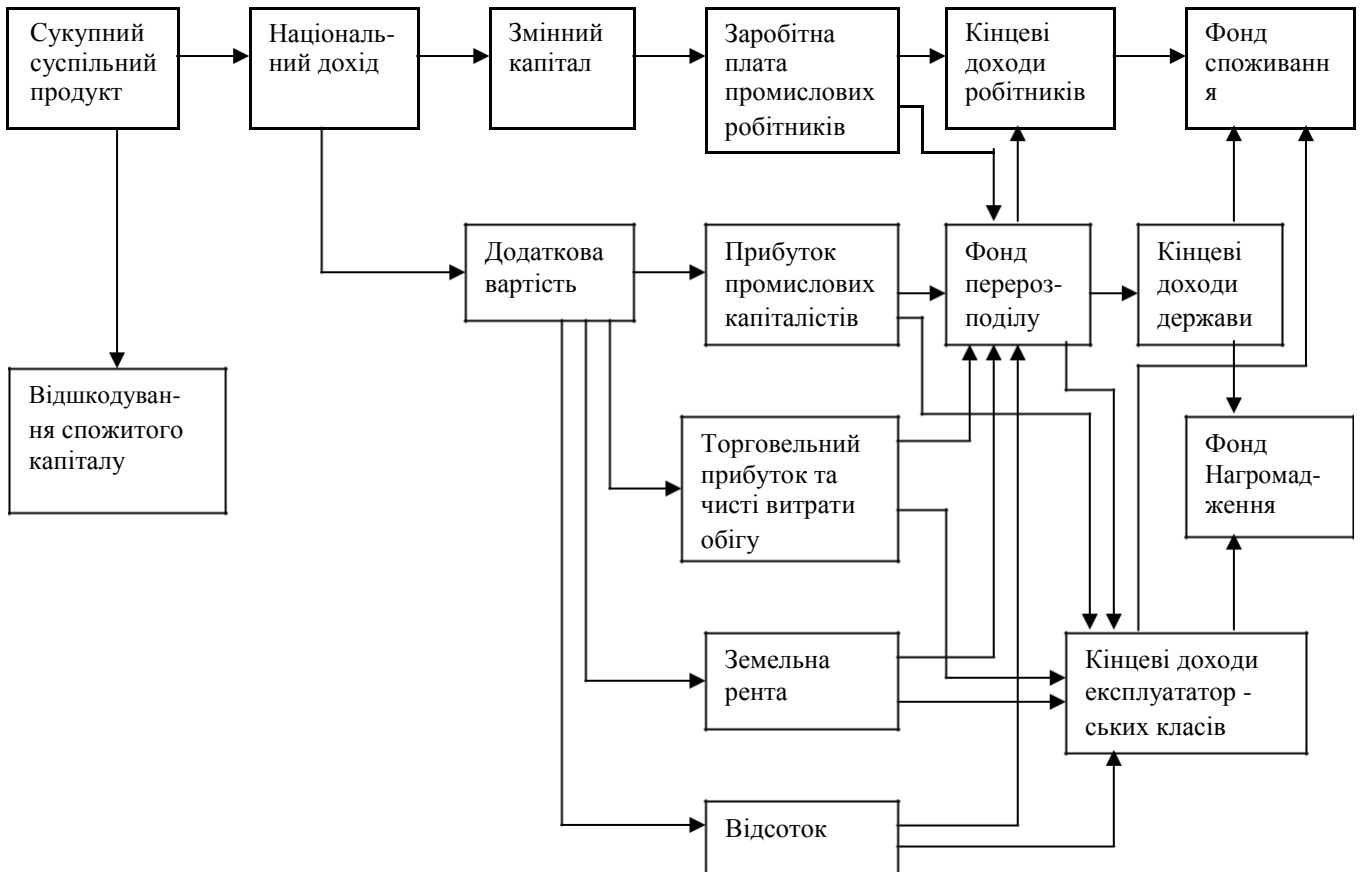 Сукупний
суспільний
продукт
Національ-
ний дохід
Змінний
капітал
Заробітна
плата
промислових
робітників
Кінцеві
доходи
робітників
Фонд
споживанн
я
Додаткова
вартість
Прибуток
промислових
капіталістів
Фонд
перероз-
поділу
Кінцеві
доходи
держави
Відшкодуван-
ня спожитого
капіталу
Торговельний
прибуток та
чисті витрати
обігу
Фонд
Нагромад-
ження
Земельна
рента
Кінцеві доходи
експлуататор -
ських класів
Відсоток